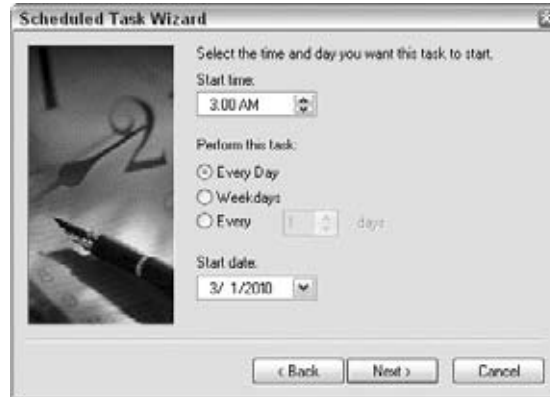 Scheduled Task Wizard
Select the time and day you want this task to start.
Start time:
3:00 AM
Perform this task:
Every Day
Weekdays
Every 1 days
Start date:
3/ 1/2010
< Back Next > Cancel